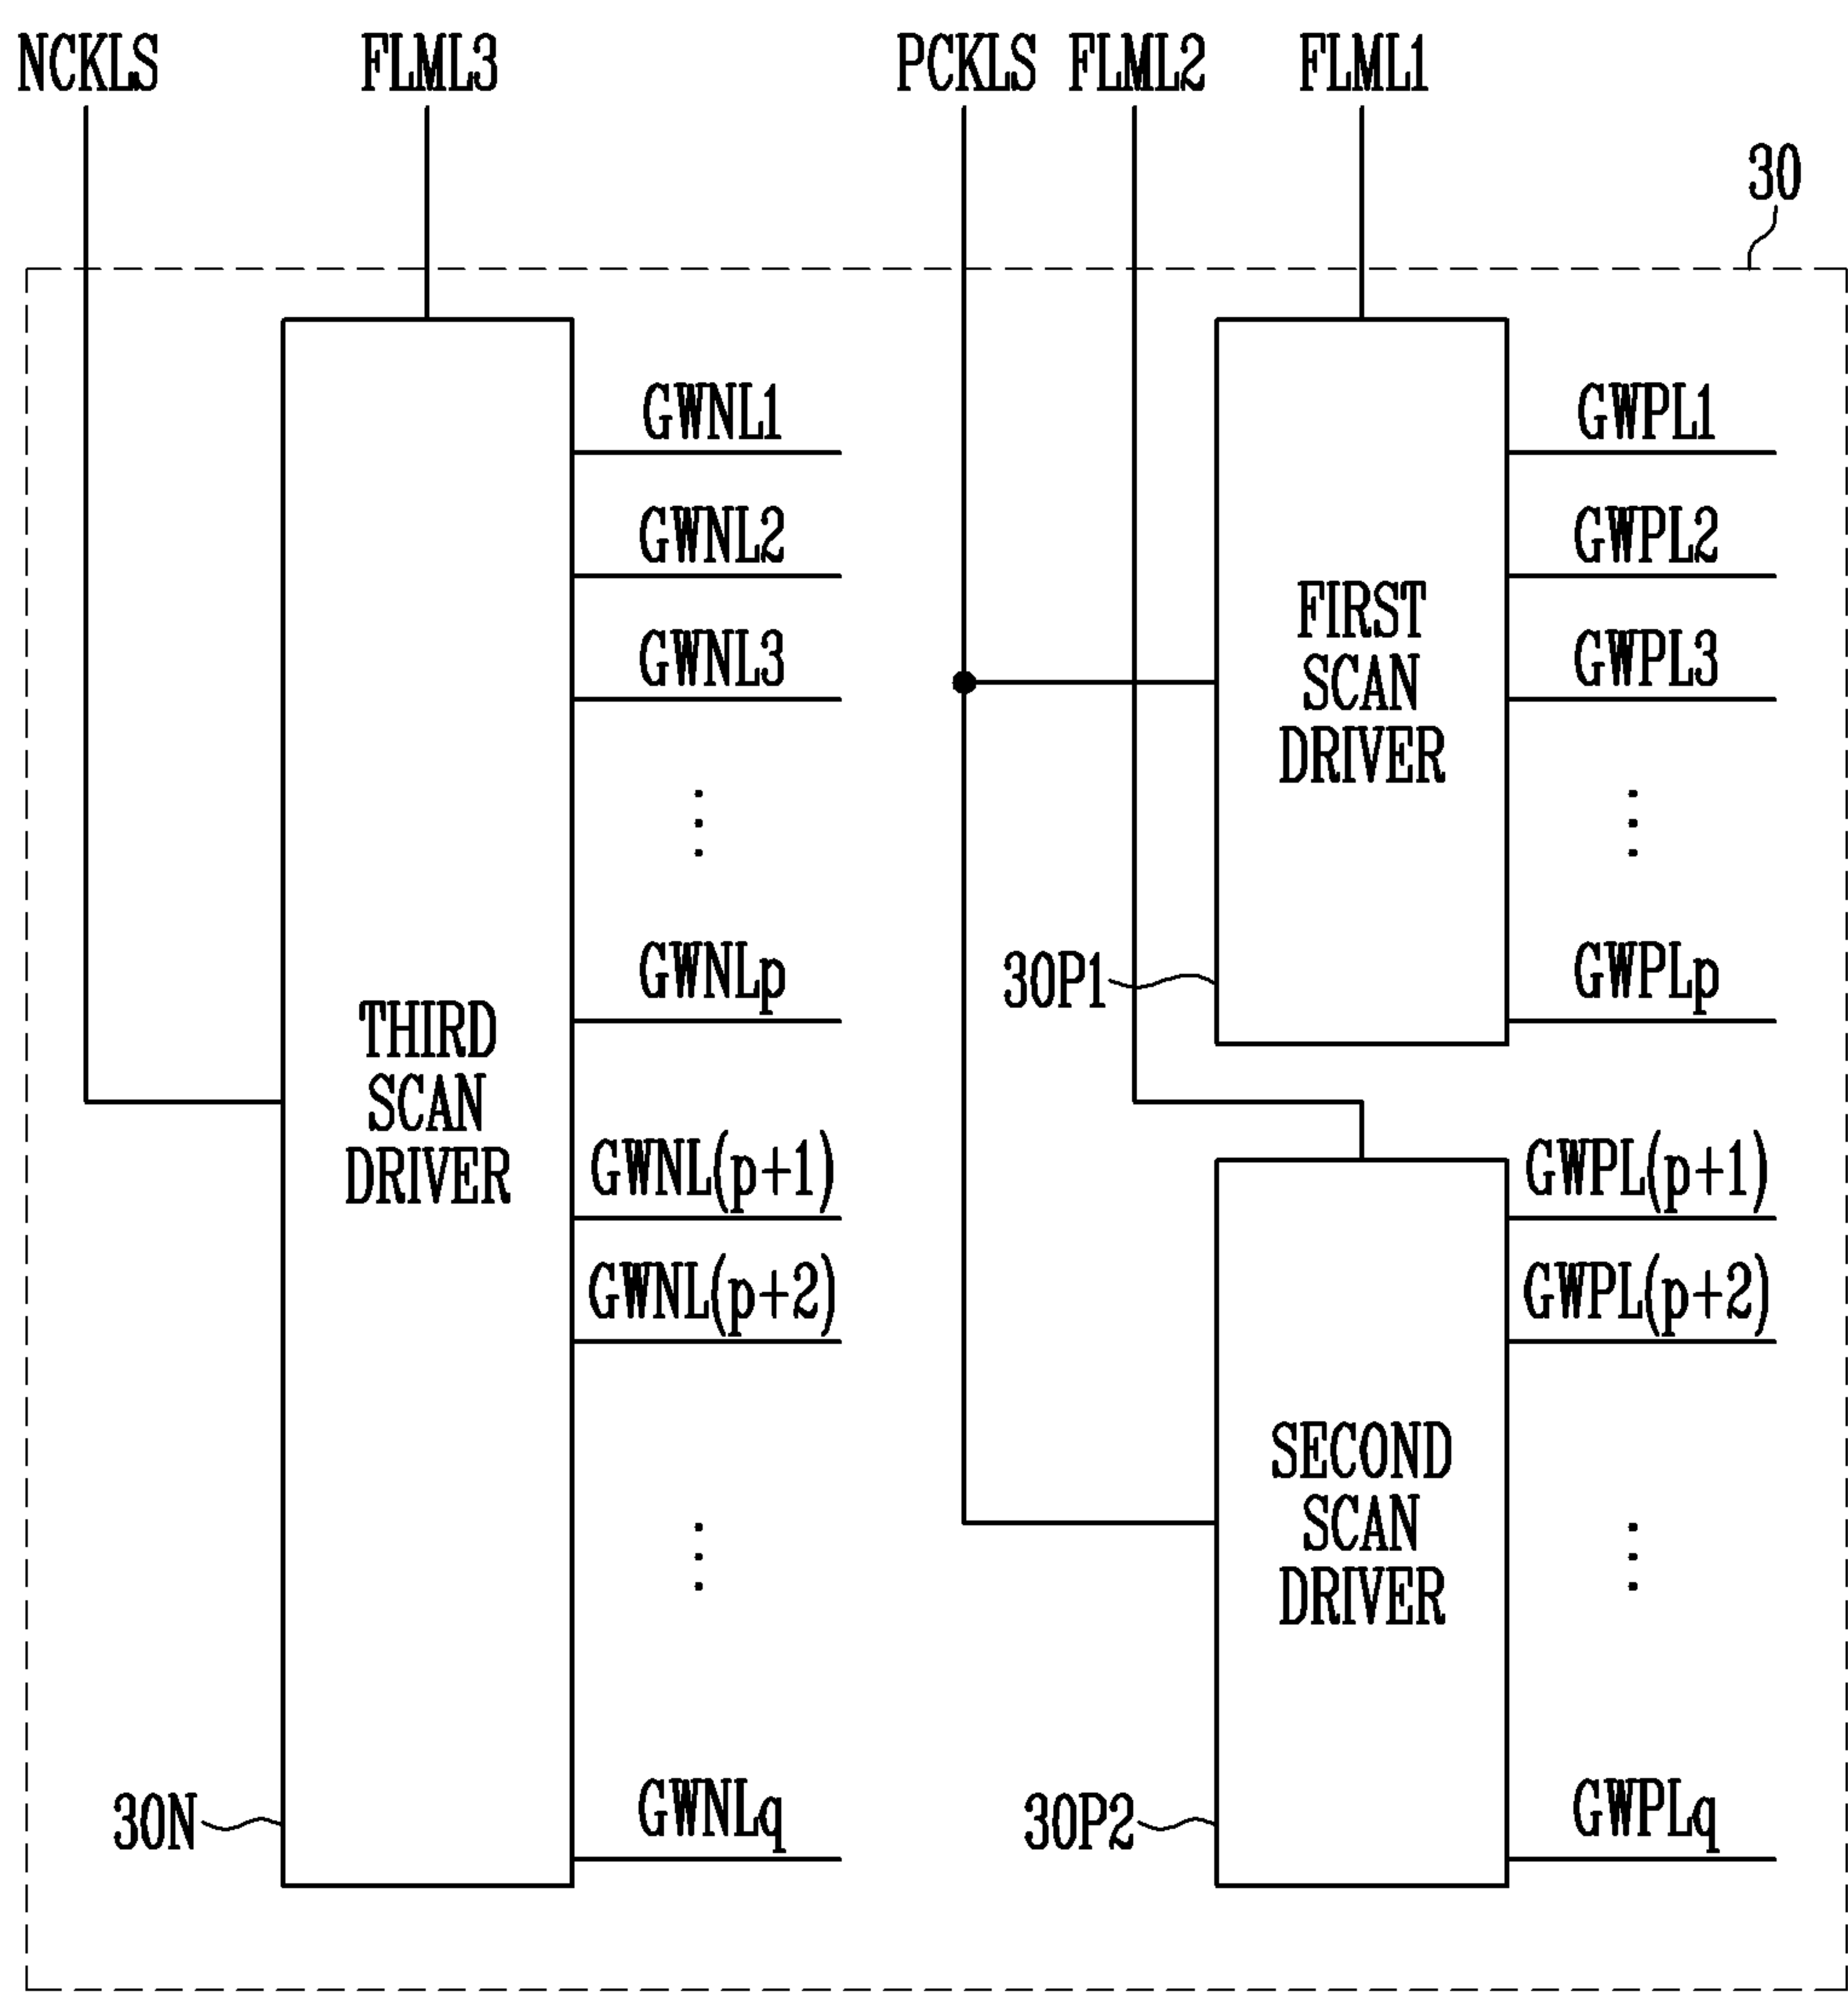 NCKLS FLML3 PCKLS FLML2 FLML1
30
GWNL1
GWNL2
GWNL3
GWNLp
GWNL(p+1)
GWNL(p+2)
GWNLq
THIRD
SCAN
DRIVER
30N
FIRST
SCAN
DRIVER
30P1
GWPL1
GWPL2
GWPL3
GWPLp
SECOND
SCAN
DRIVER
30P2
GWPL(p+1)
GWPL(p+2)
GWPLq